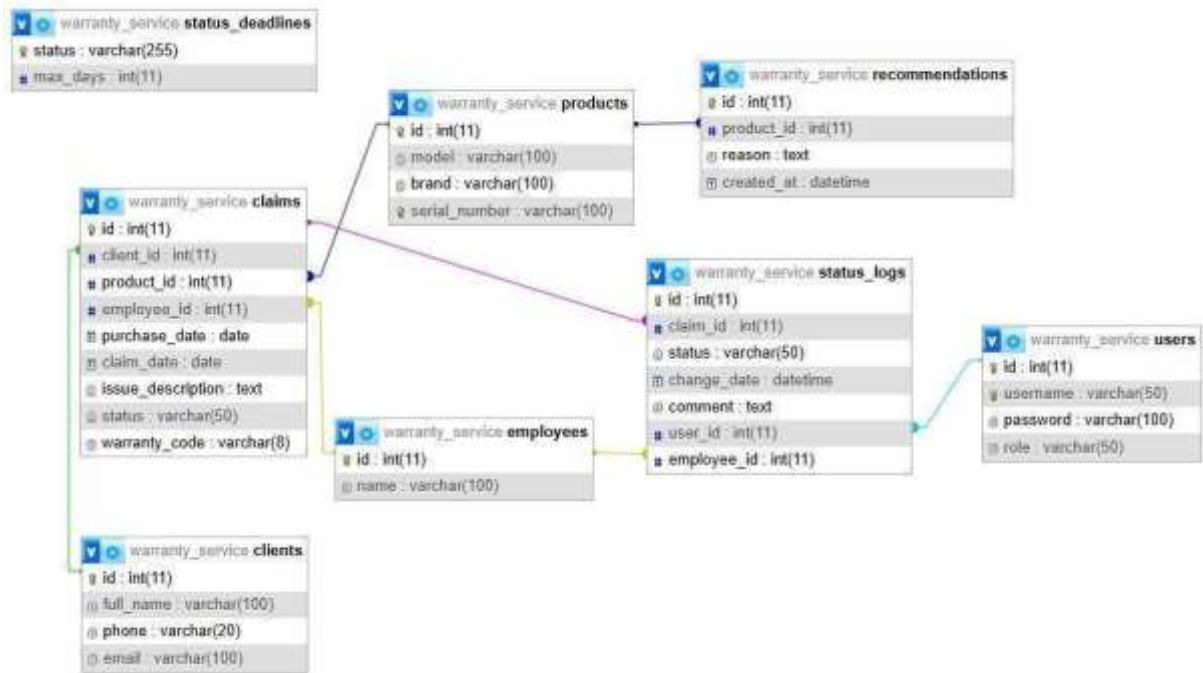 warranty_service status_deadlines
status : varchar(255)
max_days : int(11)
warranty_service products
id : int(11)
model : varchar(100)
brand : varchar(100)
serial_number : varchar(100)
warranty_service recommendations
id : int(11)
product_id : int(11)
reason : text
created_at : datetime
warranty_service claims
id : int(11)
client_id : int(11)
product_id : int(11)
employee_id : int(11)
purchase_date : date
claim_date : date
issue_description : text
status : varchar(50)
warranty_code : varchar(8)
warranty_service status_logs
id : int(11)
claim_id : int(11)
status : varchar(50)
change_date : datetime
comment : text
user_id : int(11)
employee_id : int(11)
warranty_service users
id : int(11)
username : varchar(50)
password : varchar(100)
role : varchar(50)
warranty_service employees
id : int(11)
name : varchar(100)
warranty_service clients
id : int(11)
full_name : varchar(100)
phone : varchar(20)
email : varchar(100)